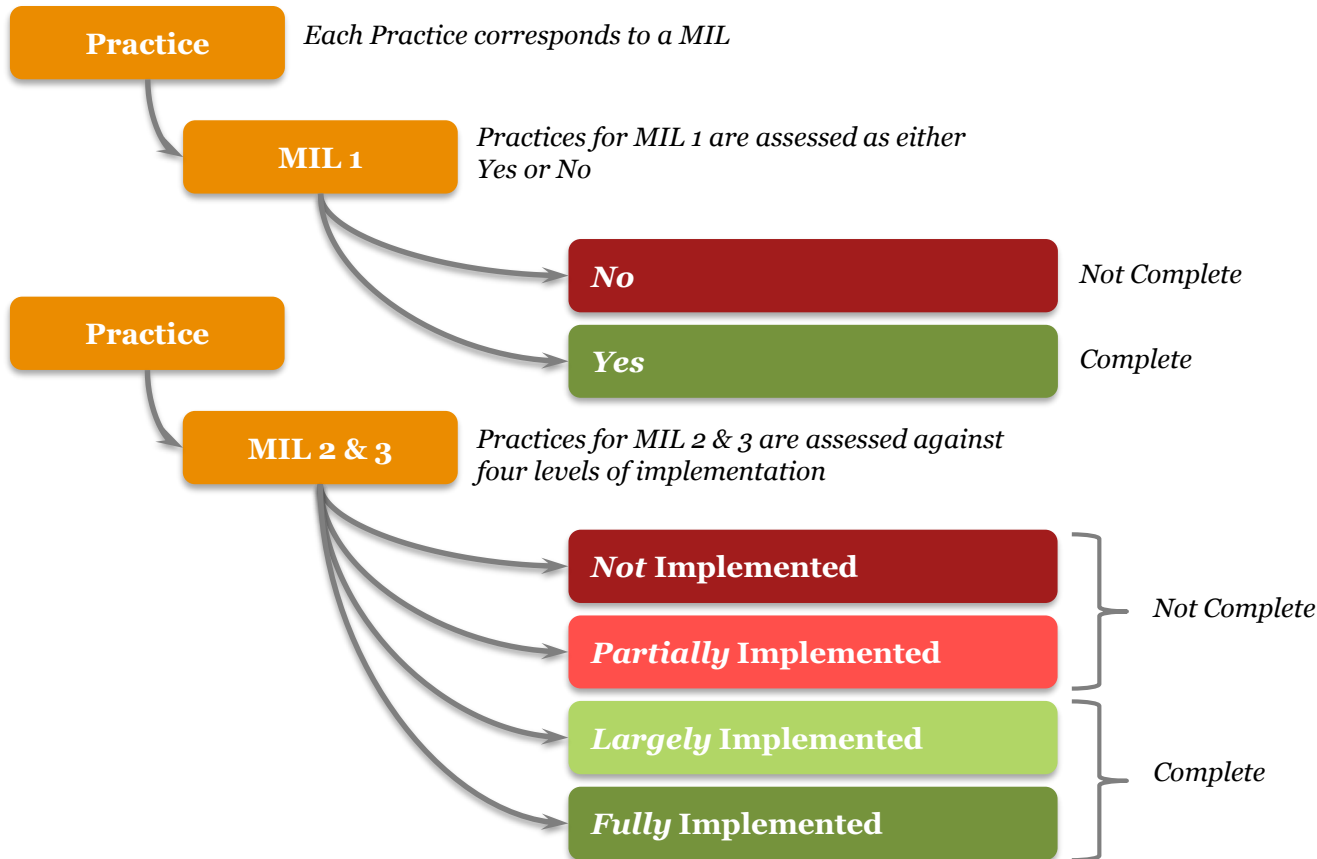 Practice
Each Practice corresponds to a MIL
MIL 1
Practices for MIL 1 are assessed as either
Yes or No
No
Not Complete
Practice
Yes
Complete
MIL 2 & 3
Practices for MIL 2 & 3 are assessed against
four levels of implementation
Not Implemented
Not Complete
Partially Implemented
Largely Implemented
Complete
Fully Implemented